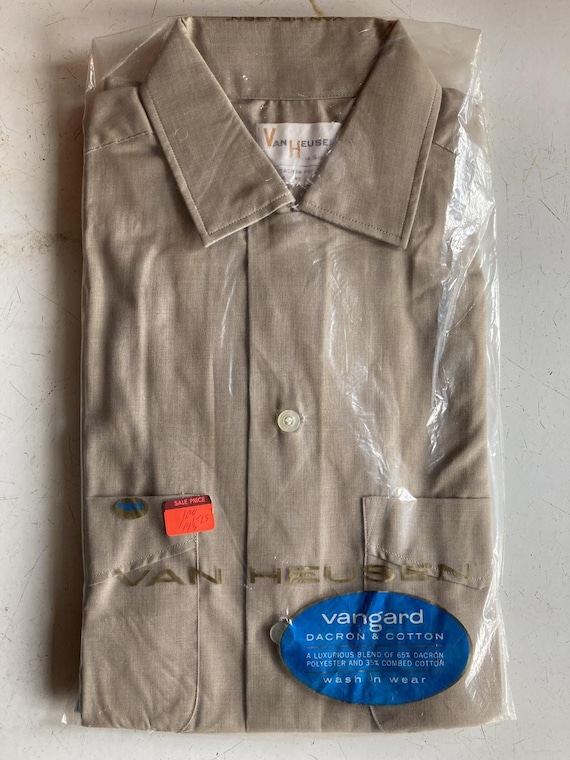 VAN HEUSEN
SALE PRICE
VAN HEUSEN
vangard
DACRON & COTTON
A LUXURIOUS BLEND OF 65% DACRON
POLYESTER AND 35% COMBED COTTON
wash 'n wear